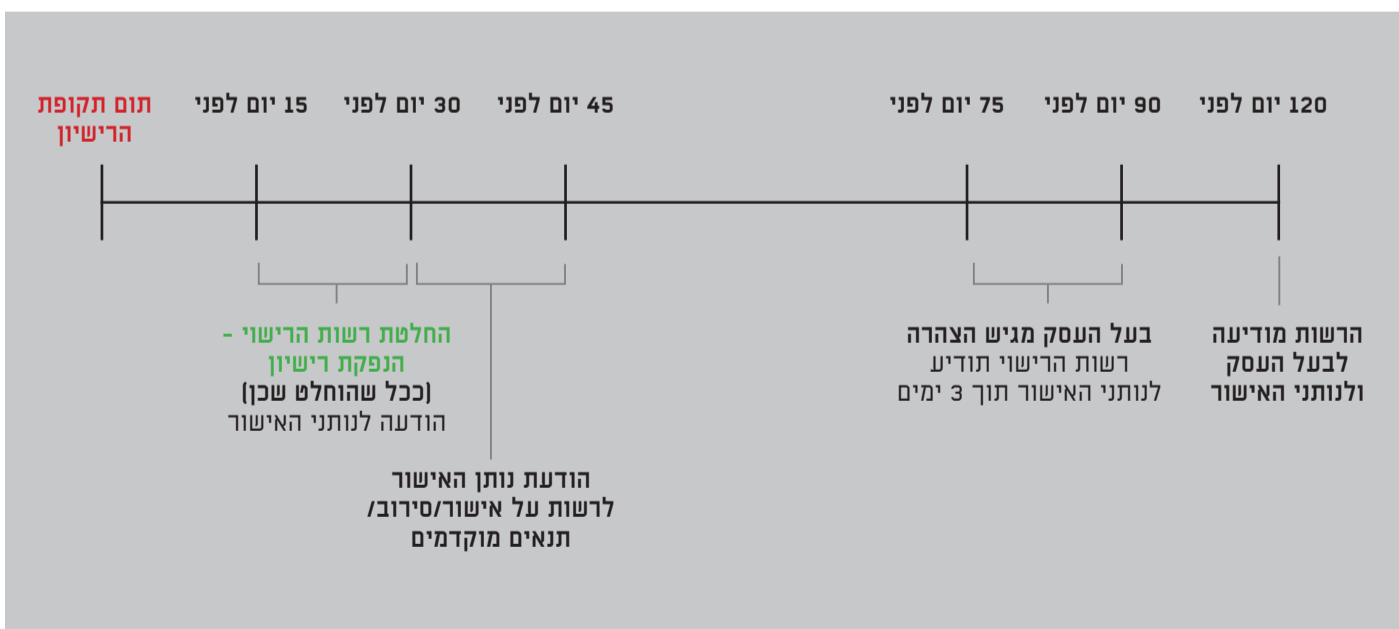 120 יום לפני
90 יום לפני
75 יום לפני
45 יום לפני
30 יום לפני
15 יום לפני
תום תקופת
הרישיון
הרשות מודיעה
לבעל העסק
ולנותני האישור
בעל העסק מגיש הצהרה
רשות הרישוי תודיע
לנותני האישור תוך 3 ימים
הודעת נותן האישור
לרשות על אישור/סירוב/
תנאים מוקדמים
החלטת רשות הרישוי -
הנפקת רישיון
(ככל שהוחלט שכן)
הודעה לנותני האישור